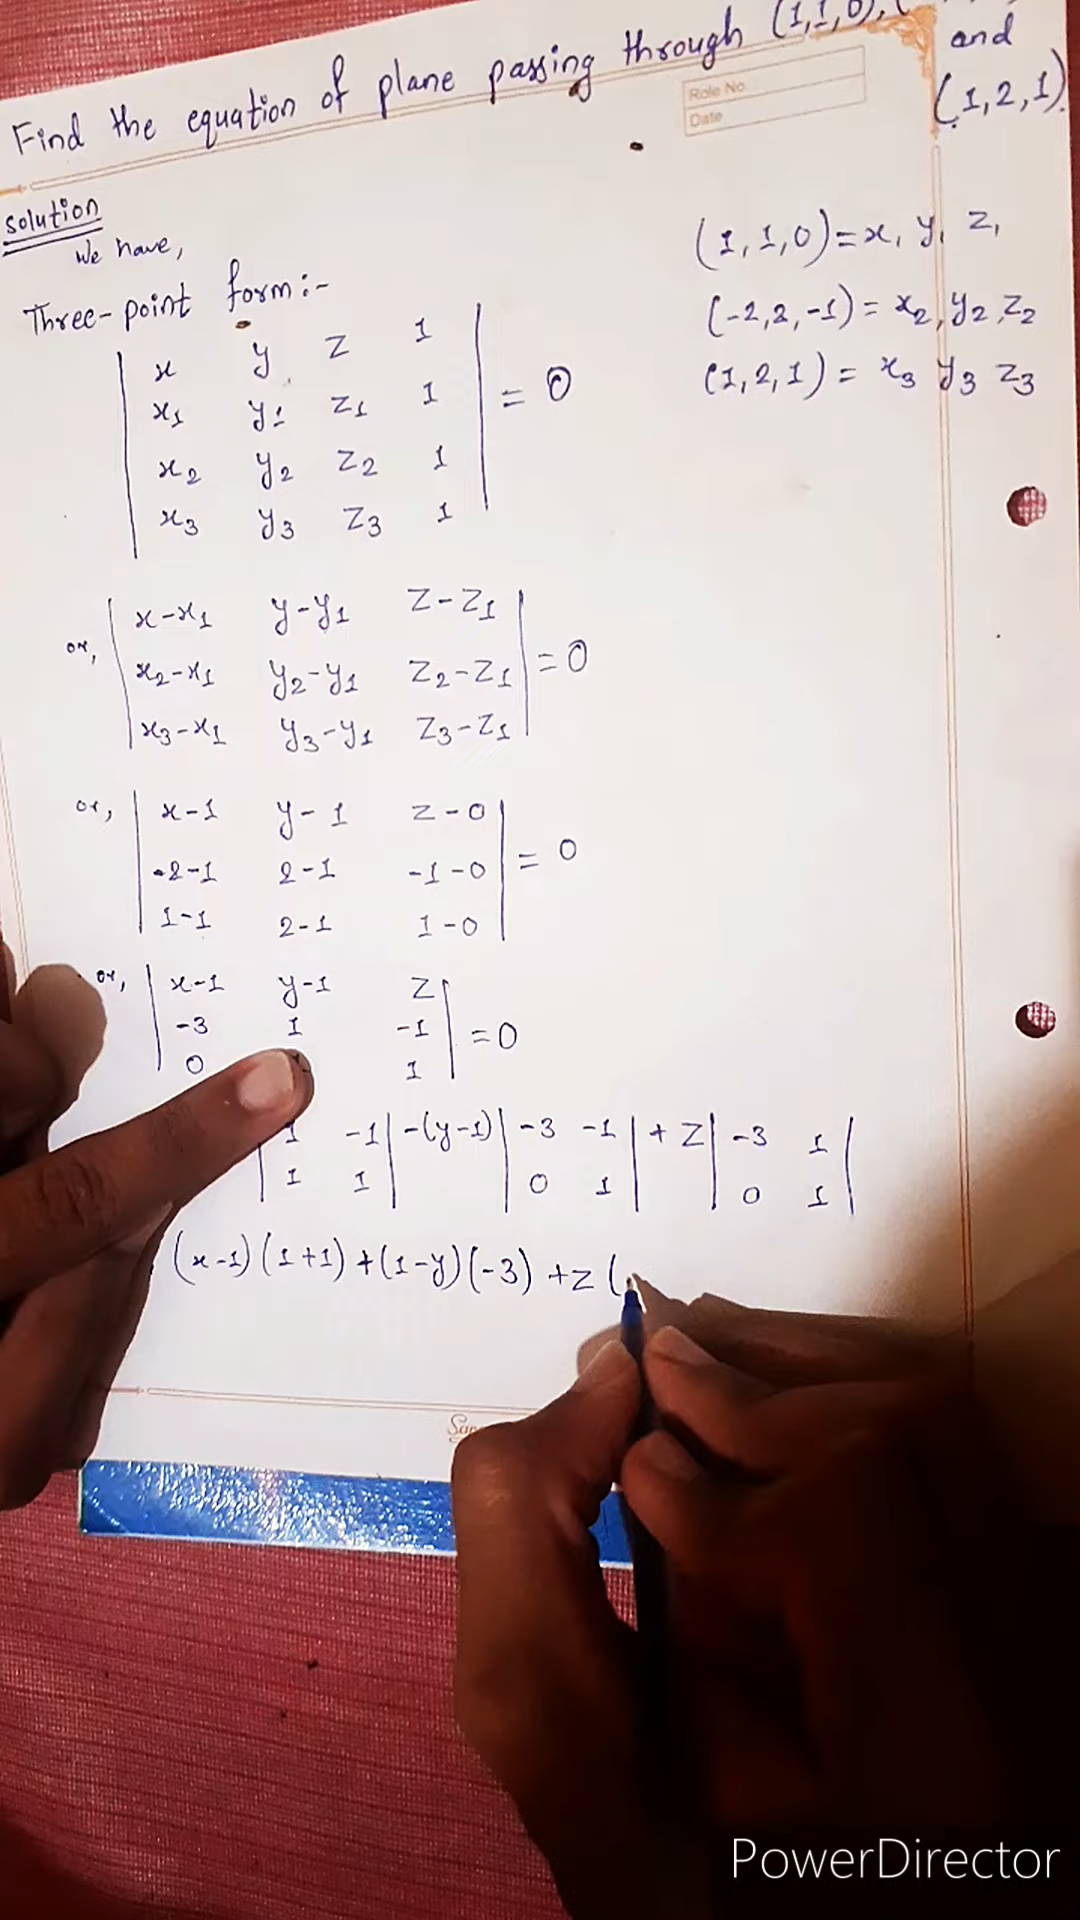 Find the equation of plane passing through (1,1,0), (
and
(1,2,1).
Role No
Date
Solution
We have,
Three-point form:-
x y z 1
x1 y1 z1 1
x2 y2 z2 1
x3 y3 z3 1
= 0
(1,1,0)=x, y, z,
(-2,2,-1) = x2, y2, z2
(1,2,1) = x3 y3 z3
or, | x-x1 y-y1 z-z1 |
| x2-x1 y2-y1 z2-z1 | =0
| x3-x1 y3-y1 z3-z1 |
or, | x-1 y-1 z-0 |
| -2-1 2-1 -1-0 | = 0
| 1-1 2-1 1-0 |
or, | x-1 y-1 z |
| -3 1 -1 | =0
| 0 1 |
| 1 -1 | -(y-1) | -3 -1 | + z | -3 1 |
| 1 1 | | 0 1 | | 0 1 |
(x-1)(1+1)+(1-y)(-3)+z(
PowerDirector